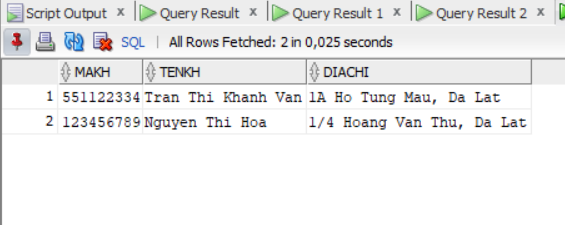 Script Output x Query Result x Query Result 1 x Query Result 2 x
SQL | All Rows Fetched: 2 in 0,025 seconds
MAKH TENKH DIACHI
1 551122334 Tran Thi Khanh Van 1A Ho Tung Mau, Da Lat
2 123456789 Nguyen Thi Hoa 1/4 Hoang Van Thu, Da Lat